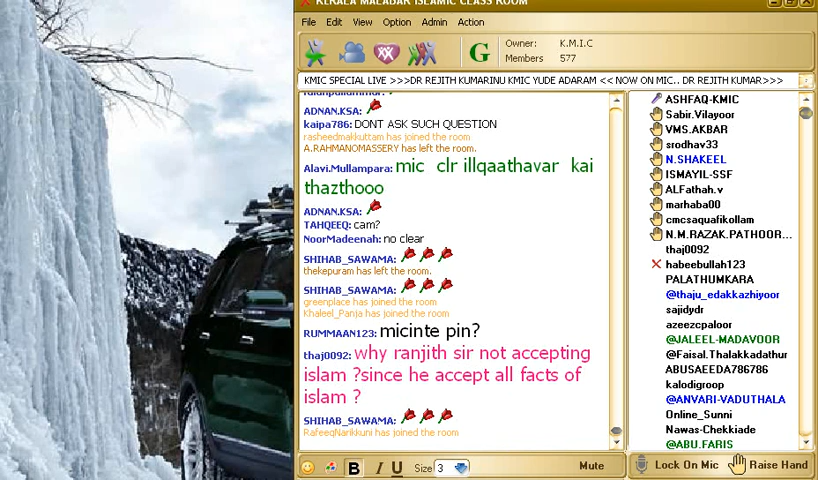 KERALA MALABAR ISLAMIC CLASS ROOM
File Edit View Option Admin Action
G
Owner: K.M.I.C
Members 577
KMIC SPECIAL LIVE >>>DR REJITH KUMARINU KMIC YUDE ADARAM << NOW ON MIC.. DR REJITH KUMAR>>>
ADNAN.KSA:
kaipa786: DONT ASK SUCH QUESTION
rasheedmakkuttam has joined the room
A.RAHMANOMASSERY has left the room.
Alavi.Mullampara: mic clr illqaathavar kai
thazthooo
ADNAN.KSA:
TAHQEEQ: cam?
NoorMadeenah: no clear
SHIHAB_SAWAMA:
thekepuram has left the room.
SHIHAB_SAWAMA:
greenplace has joined the room
Khaleel_Panja has joined the room
RUMMAAN123: micinte pin?
thaj0092: why ranjith sir not accepting
islam ?since he accept all facts of
islam ?
SHIHAB_SAWAMA:
RafeeqNarikkuni has joined the room
B I U Size 3 Mute
ASHFAQ-KMIC
Sabir.Vilayoor
VMS.AKBAR
srodhav33
N.SHAKEEL
ISMAYIL-SSF
ALFathah.v
marhaba00
cmcsaquafikollam
N.M.RAZAK.PATHOOR...
thaj0092
habeebullah123
PALATHUMKARA
@thaju_edakkazhiyoor
sajidydr
azeezcpaloor
@JALEEL-MADAVOOR
@Faisal.Thalakkadathur
ABUSAEEDA786786
kalodigroop
@ANVARI-VADUTHALA
Online_Sunni
Nawas-Chekkiade
@ABU.FARIS
Lock On Mic Raise Hand